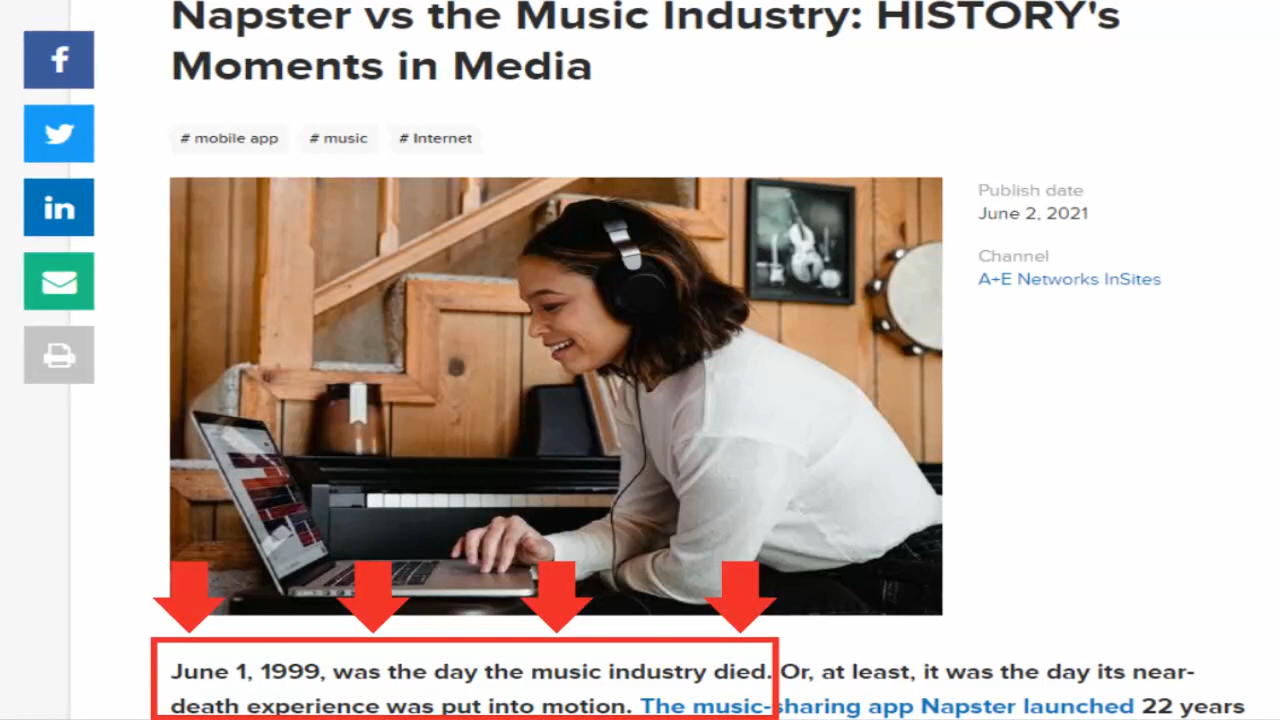 Napster vs the Music Industry: HISTORY's
Moments in Media
# mobile app # music # Internet
Publish date
June 2, 2021
Channel
A+E Networks InSites
June 1, 1999, was the day the music industry died. Or, at least, it was the day its near-
death experience was put into motion. The music-sharing app Napster launched 22 years